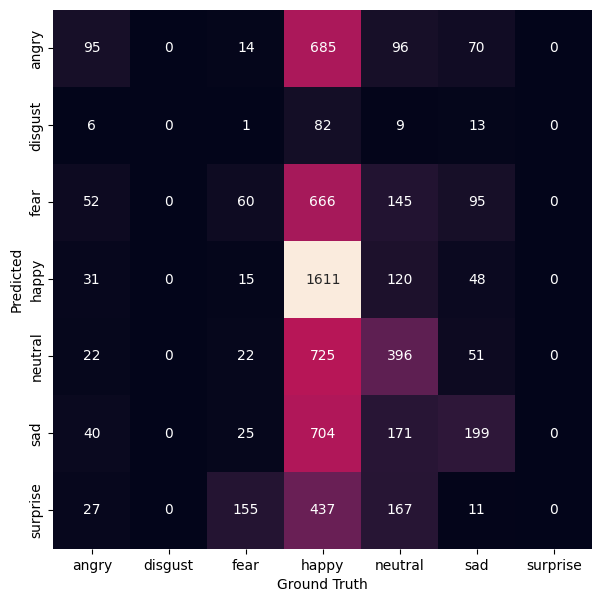 angry 95 0 14 685 96 70 0
disgust 6 0 1 82 9 13 0
fear 52 0 60 666 145 95 0
Predicted
happy 31 0 15 1611 120 48 0
neutral 22 0 22 725 396 51 0
sad 40 0 25 704 171 199 0
surprise 27 0 155 437 167 11 0
angry disgust fear happy neutral sad surprise
Ground Truth